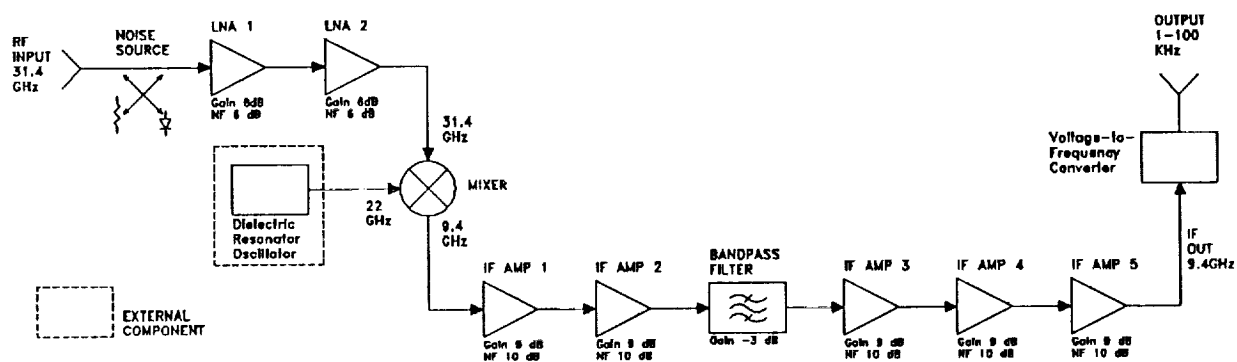 RF
INPUT
31.4
GHz
NOISE
SOURCE
LNA 1
Gain
NF 6 dB
LNA 2
Gain
NF 6 dB
31.4
GHz
MIXER
22
GHz
Dielectric
Resonator
Oscillator
9.4
GHz
EXTERNAL
COMPONENT
IF AMP 1
Gain 9 dB
NF 10 dB
IF AMP 2
Gain 9 dB
NF 10 dB
BANDPASS
FILTER
Gain -3 dB
IF AMP 3
Gain 9 dB
NF 10 dB
IF AMP 4
Gain 9 dB
NF 10 dB
IF AMP 5
Gain 9 dB
NF 10 dB
IF
OUT
9.4GHz
Voltage-to-
Frequency
Converter
OUTPUT
1-100
KHz